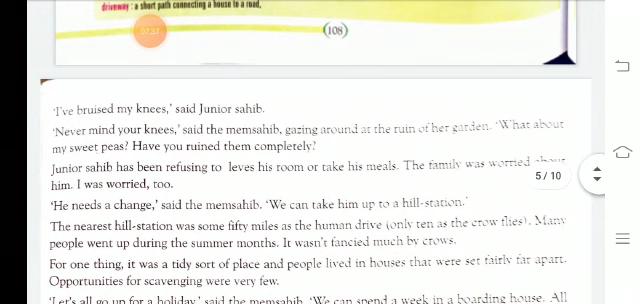 driveway : a short path connecting a house to a road,
07:37
(108)
'I've bruised my knees,' said Junior sahib.
'Never mind your knees,' said the memsahib, gazing around at the ruin of her garden. 'What about
my sweet peas? Have you ruined them completely?'
Junior sahib has been refusing to leves his room or take his meals. The family was worried about
him. I was worried, too.
5 / 10
'He needs a change,' said the memsahib. 'We can take him up to a hill-station.'
The nearest hill-station was some fifty miles as the human drive (only ten as the crow flies). Many
people went up during the summer months. It wasn't fancied much by crows.
For one thing, it was a tidy sort of place and people lived in houses that were set fairly far apart.
Opportunities for scavenging were very few.
'Let's all go up for a holiday,' said the memsahib. 'We can spend a week in a boarding house. All